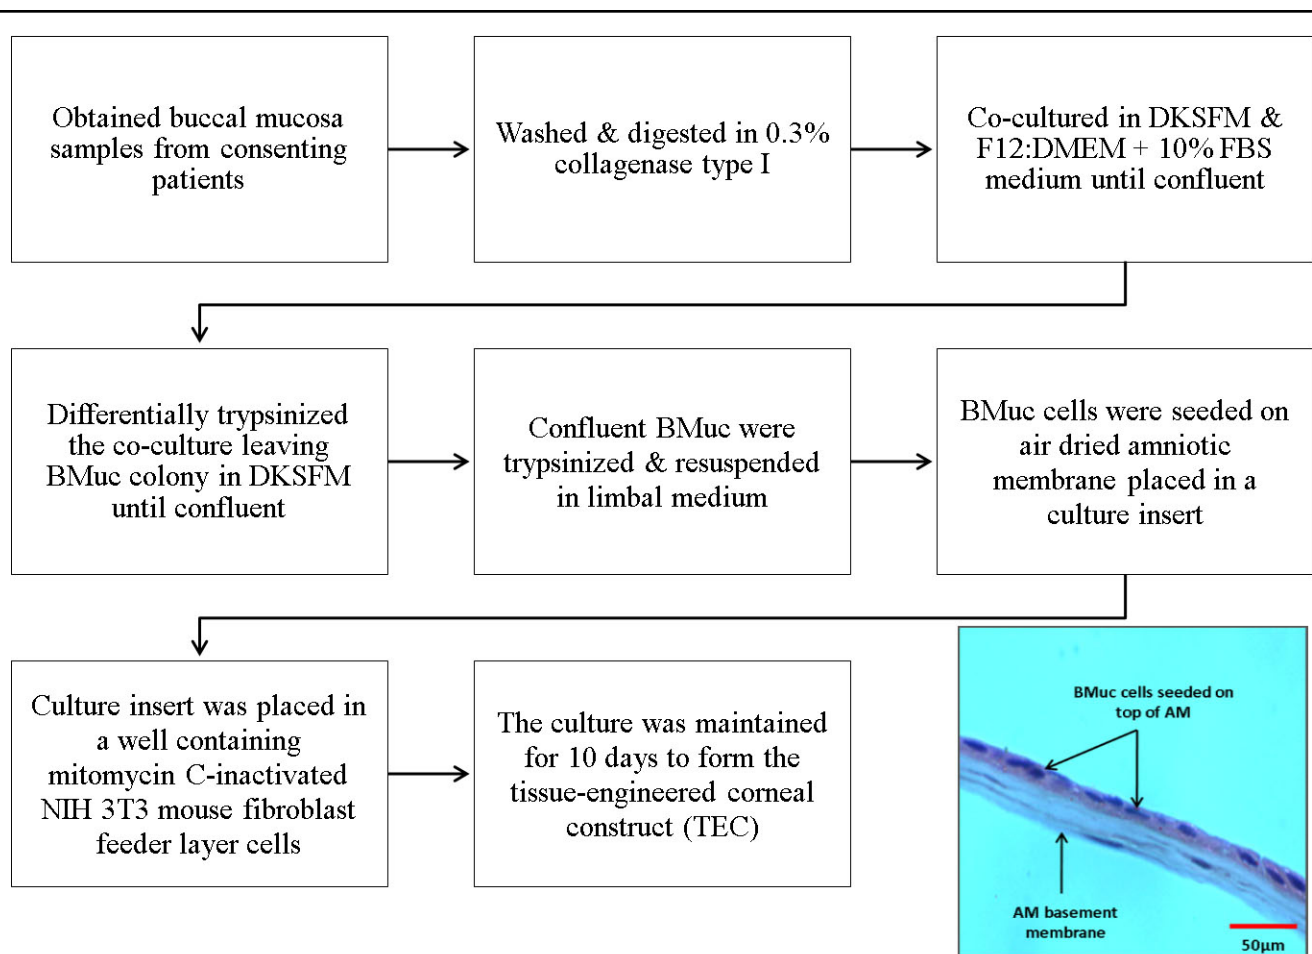 Obtained buccal mucosa
samples from consenting
patients
Washed & digested in 0.3%
collagenase type I
Co-cultured in DKSFM &
F12:DMEM + 10% FBS
medium until confluent
Differentially trypsinized
the co-culture leaving
BMuc colony in DKSFM
until confluent
Confluent BMuc were
trypsinized & resuspended
in limbal medium
BMuc cells were seeded on
air dried amniotic
membrane placed in a
culture insert
Culture insert was placed in
a well containing
mitomycin C-inactivated
NIH 3T3 mouse fibroblast
feeder layer cells
The culture was maintained
for 10 days to form the
tissue-engineered corneal
construct (TEC)
BMuc cells seeded on
top of AM
AM basement
membrane
50µm